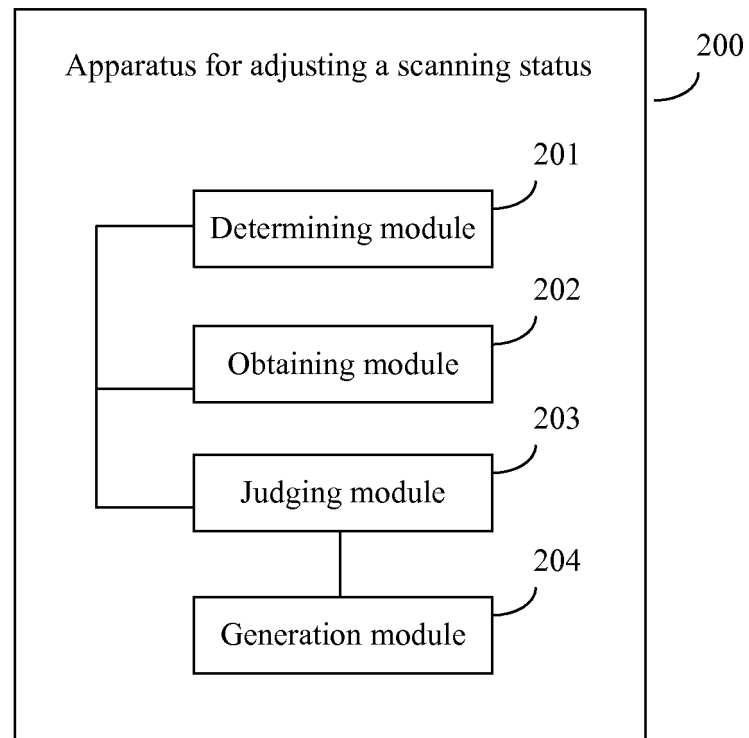 Apparatus for adjusting a scanning status
200
201
Determining module
202
Obtaining module
203
Judging module
204
Generation module